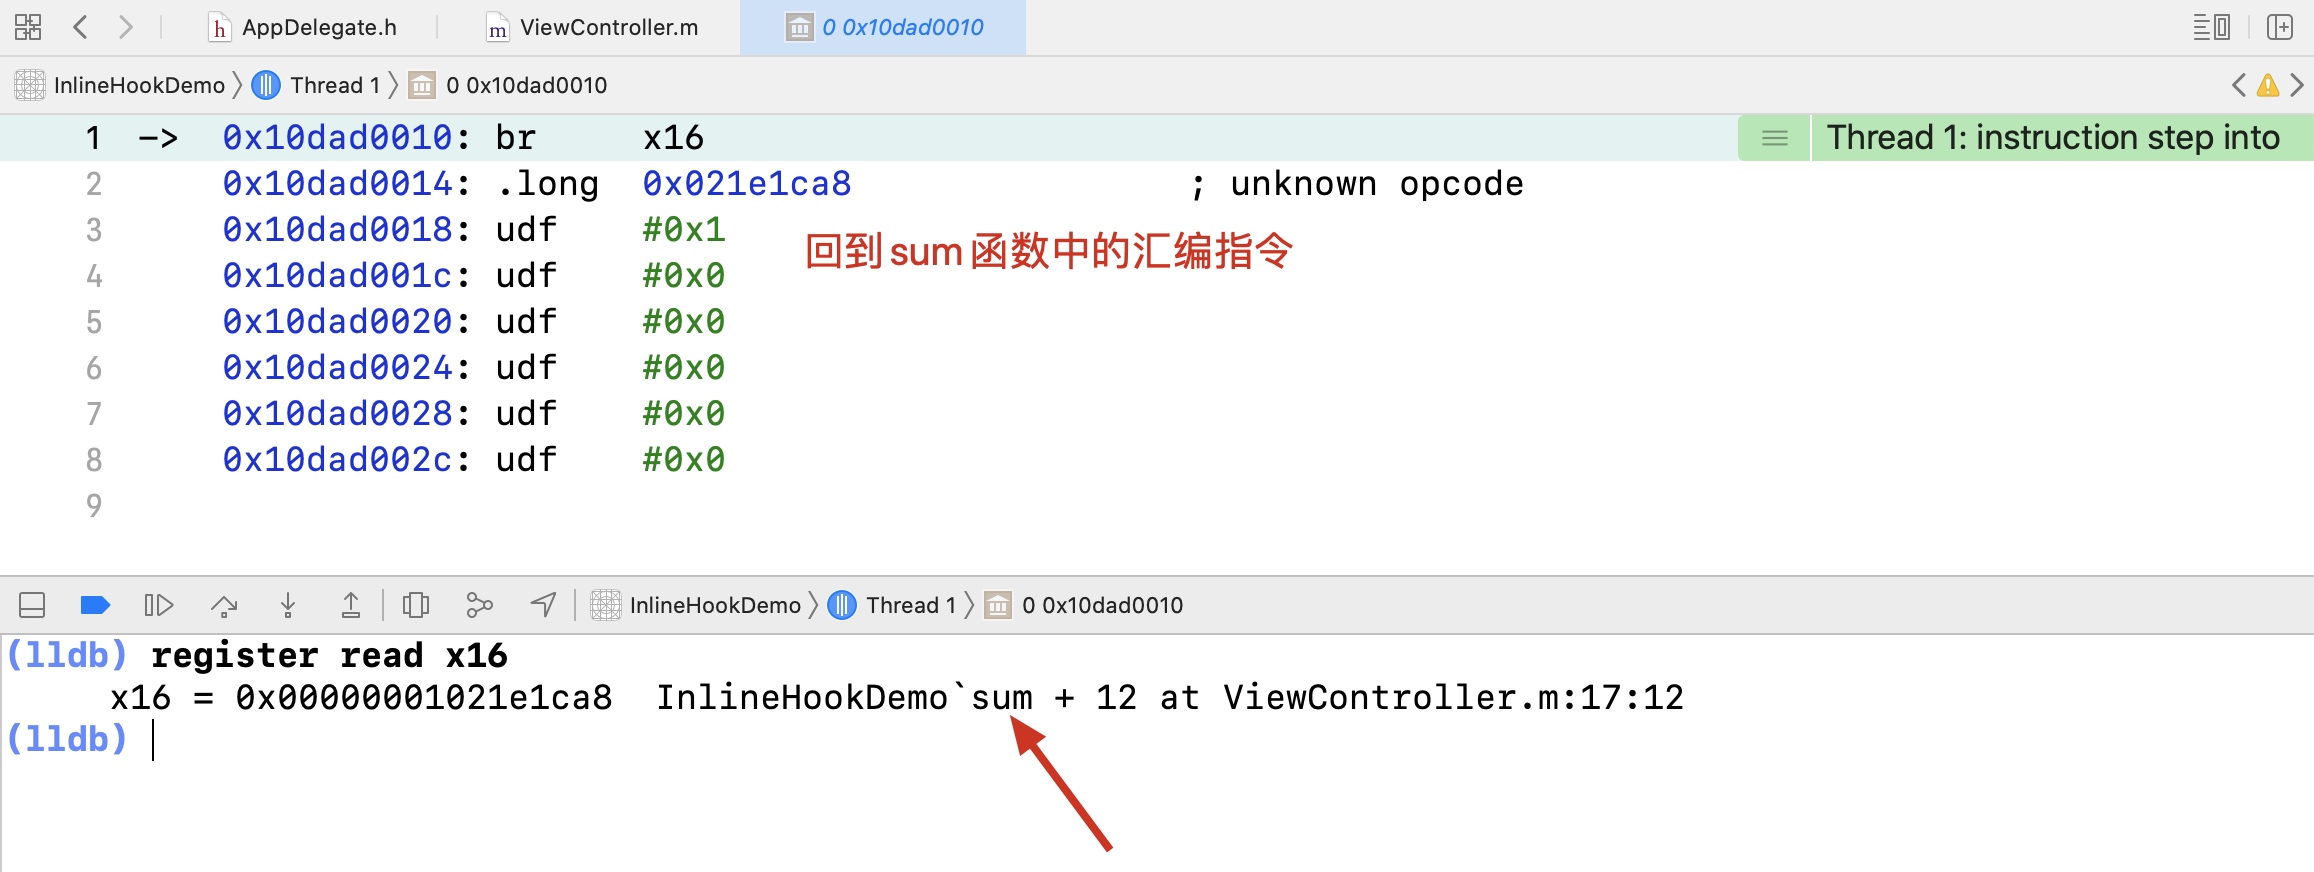 AppDelegate.h ViewController.m 0 0x10dad0010
InlineHookDemo Thread 1 0 0x10dad0010
1 -> 0x10dad0010: br x16 Thread 1: instruction step into
2 0x10dad0014: .long 0x021e1ca8 ; unknown opcode
3 0x10dad0018: udf #0x1
回到sum函数中的汇编指令
4 0x10dad001c: udf #0x0
5 0x10dad0020: udf #0x0
6 0x10dad0024: udf #0x0
7 0x10dad0028: udf #0x0
8 0x10dad002c: udf #0x0
9
InlineHookDemo Thread 1 0 0x10dad0010
(lldb) register read x16
x16 = 0x00000001021e1ca8 InlineHookDemo`sum + 12 at ViewController.m:17:12
(lldb)